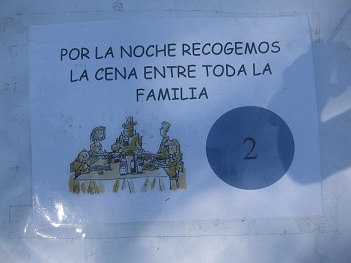 POR LA NOCHE RECOGEMOS
LA CENA ENTRE TODA LA
FAMILIA
2